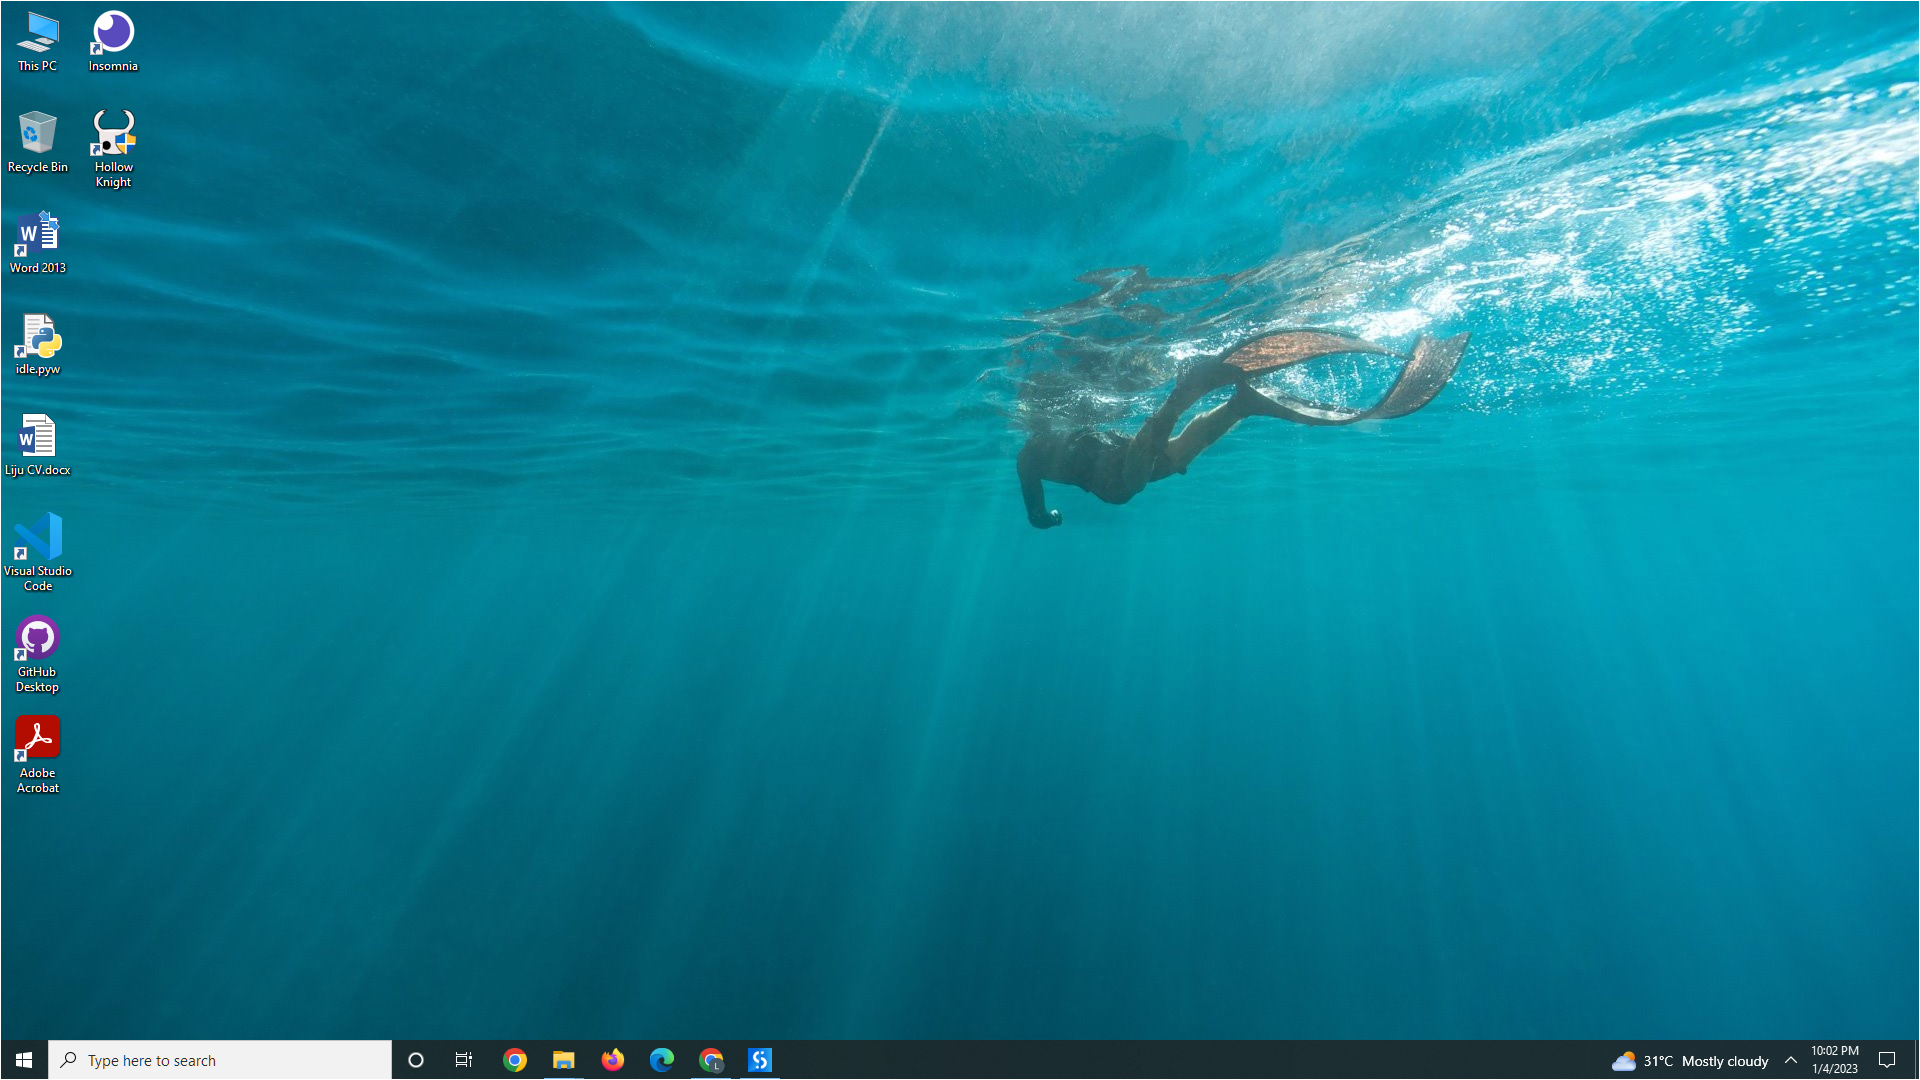 This PC
Insomnia
Recycle Bin
Hollow
Knight
Word 2013
idle.pyw
Liju CV.docx
Visual Studio
Code
GitHub
Desktop
Adobe
Acrobat
Type here to search
L
31°C Mostly cloudy
10:02 PM
1/4/2023